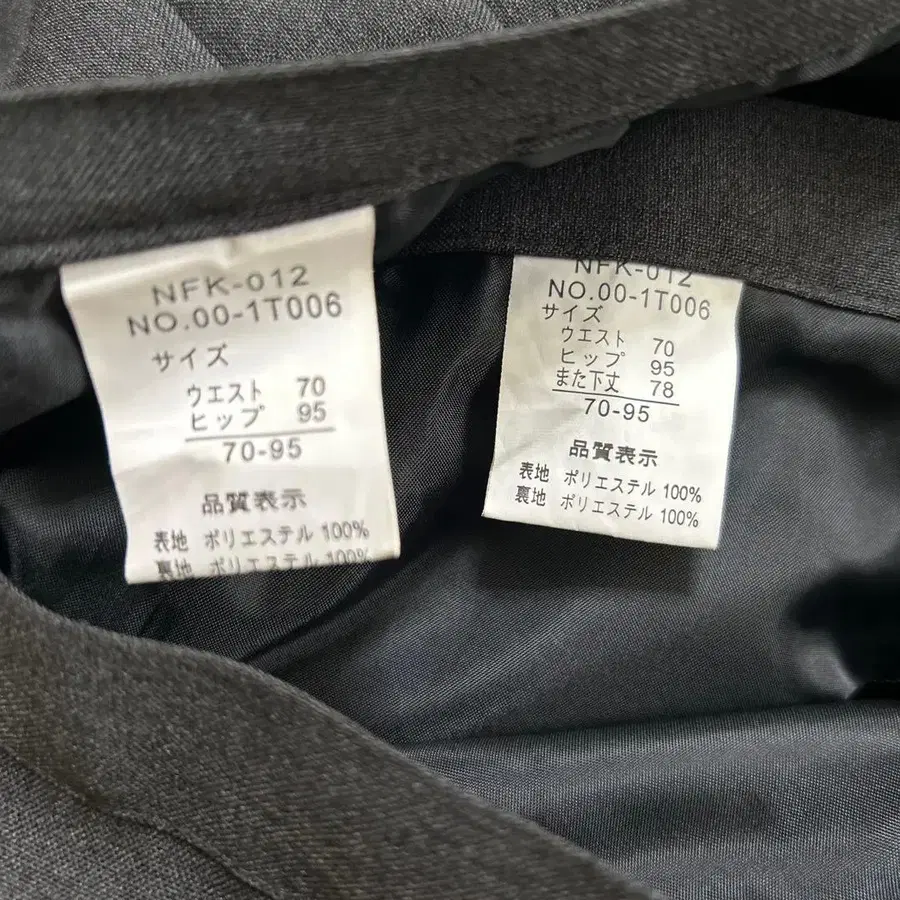 NFK-012
NO.00-1T006
サイズ
ウエスト 70
ヒップ 95
70-95
品質表示
表地 ポリエステル 100%
裏地 ポリエステル 100%
NFK-012
NO.00-1T006
サイズ
ウエスト 70
ヒップ 95
また下丈 78
70-95
品質表示
表地 ポリエステル 100%
裏地 ポリエステル 100%